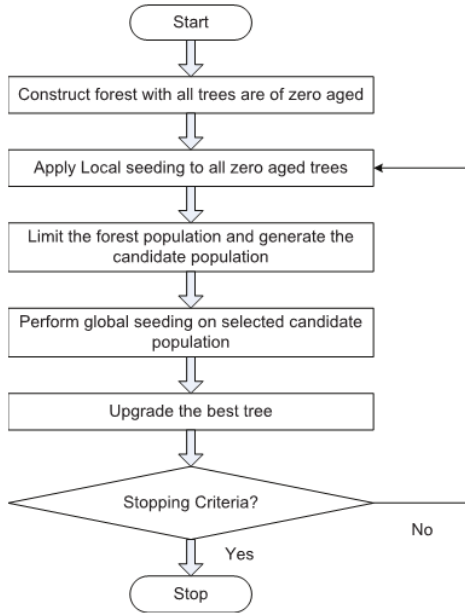 Start
Construct forest with all trees are of zero aged
Apply Local seeding to all zero aged trees
Limit the forest population and generate the
candidate population
Perform global seeding on selected candidate
population
Upgrade the best tree
Stopping Criteria?
No
Yes
Stop